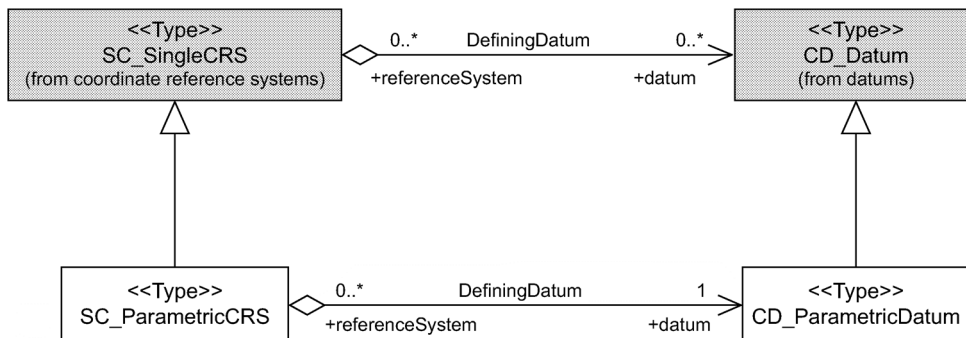 <<Type>>
SC_SingleCRS
(from coordinate reference systems)
0..* DefiningDatum 0..*
+referenceSystem +datum
<<Type>>
CD_Datum
(from datums)
<<Type>>
SC_ParametricCRS
0..* DefiningDatum 1
+referenceSystem +datum
<<Type>>
CD_ParametricDatum